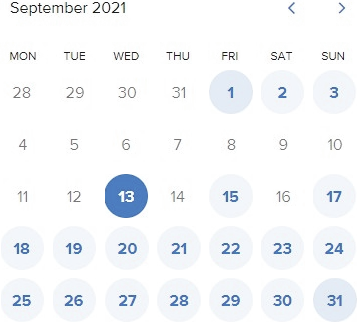 September 2021
MON TUE WED THU FRI SAT SUN
28 29 30 31 1 2 3
4 5 6 7 8 9 10
11 12 13 14 15 16 17
18 19 20 21 22 23 24
25 26 27 28 29 30 31